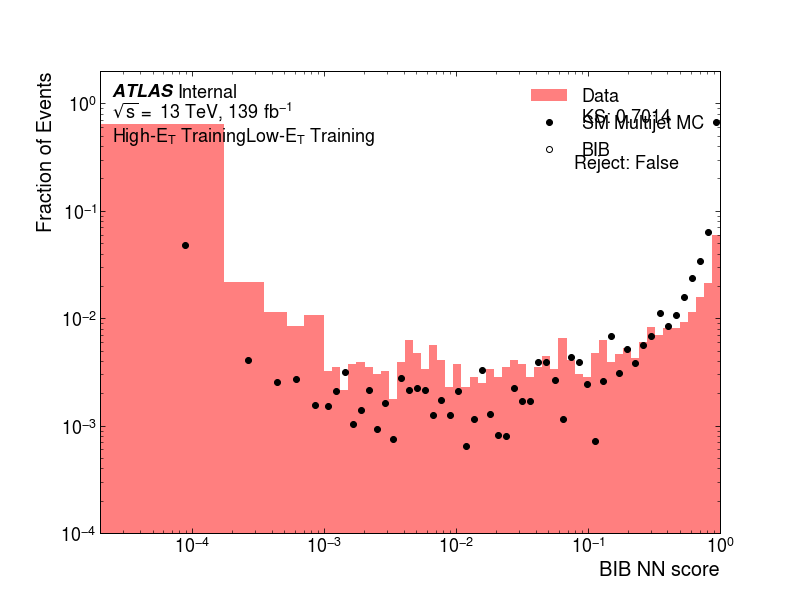 ATLAS Internal
√s = 13 TeV, 139 fb⁻¹
High-E_T TrainingLow-E_T Training
Data
KS: 0.7014
SM Multijet MC
BIB
Reject: False
Fraction of Events
10⁰
10⁻¹
10⁻²
10⁻³
10⁻⁴
10⁻⁴ 10⁻³ 10⁻² 10⁻¹ 10⁰
BIB NN score